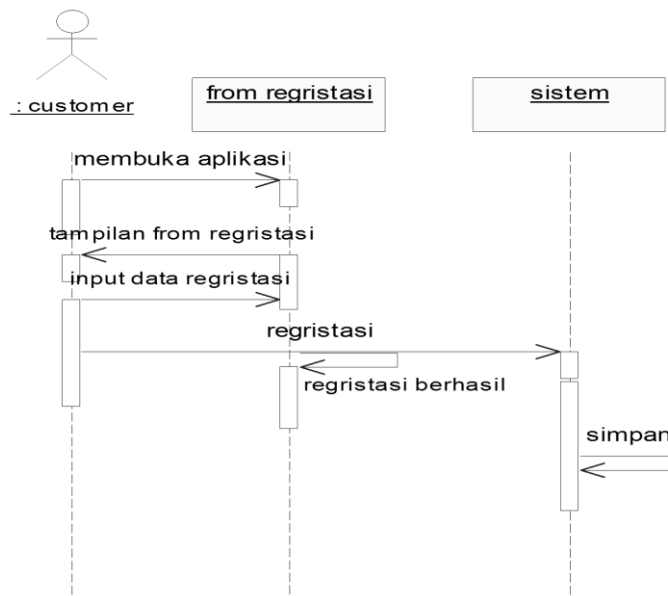 : customer
from regristasi
sistem
membuka aplikasi
tampilan from regristasi
input data regristasi
regristasi
regristasi berhasil
simpan